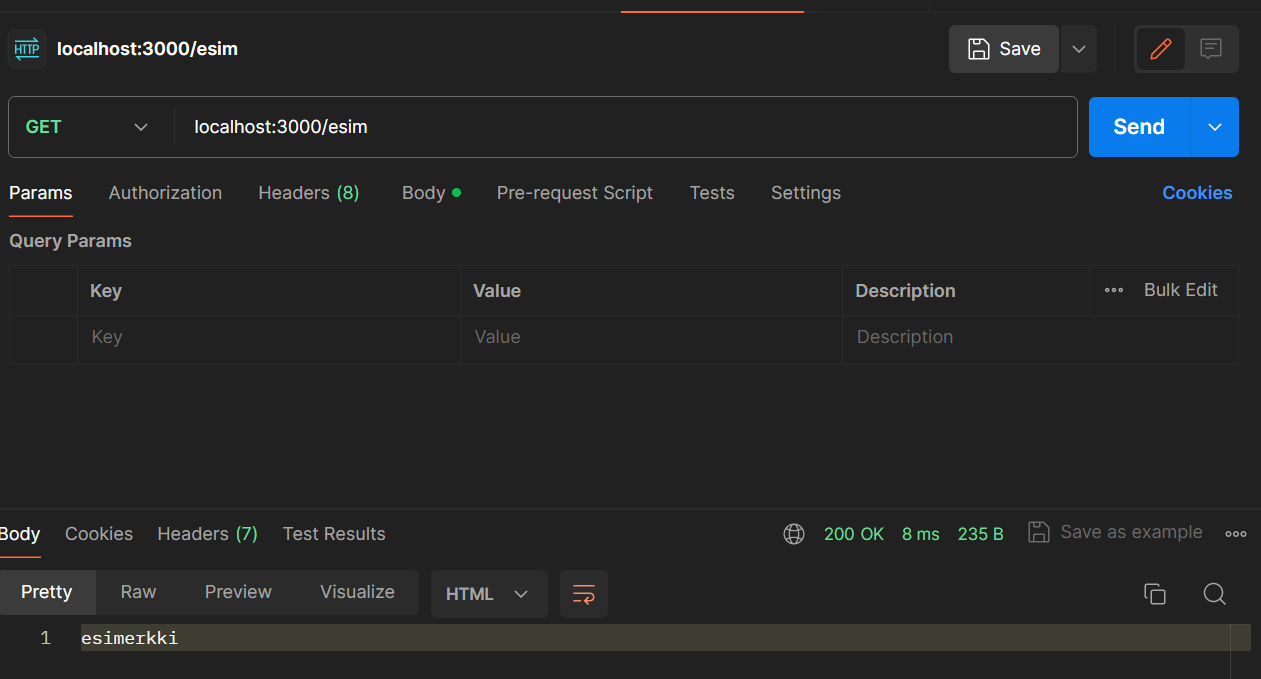 HTTP localhost:3000/esim Save
GET localhost:3000/esim Send
Params Authorization Headers (8) Body Pre-request Script Tests Settings Cookies
Query Params
Key Value Description Bulk Edit
Key Value Description
Body Cookies Headers (7) Test Results 200 OK 8 ms 235 B Save as example
Pretty Raw Preview Visualize HTML
1 esimerkki